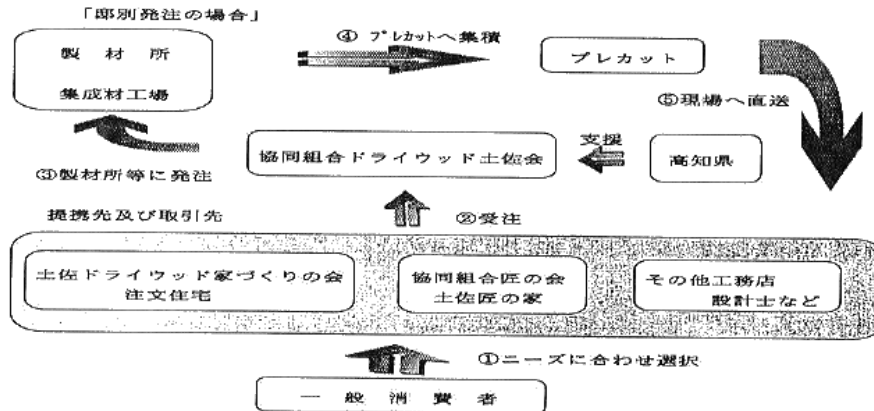 「邸別発注の場合」
製材所
集成材工場
④ プレカットへ集積
プレカット
⑤現場へ直送
③製材所等に発注
協同組合ドライウッド土佐会
支援
高知県
②受注
提携先及び取引先
土佐ドライウッド家づくりの会
注文住宅
協同組合匠の会
土佐匠の家
その他工務店
設計士など
①ニーズに合わせ選択
一般消費者